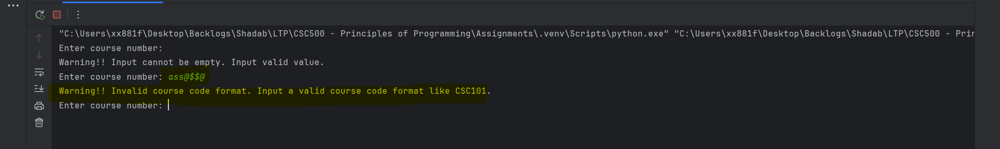 "C:\Users\xx881f\Desktop\Backlogs\Shadab\LTP\CSC500 - Principles of Programming\Assignments\.venv\Scripts\python.exe" "C:\Users\xx881f\Desktop\Backlogs\Shadab\LTP\CSC500 - Prin
Enter course number:
Warning!! Input cannot be empty. Input valid value.
Enter course number: ass@$$@
Warning!! Invalid course code format. Input a valid course code format like CSC101.
Enter course number: